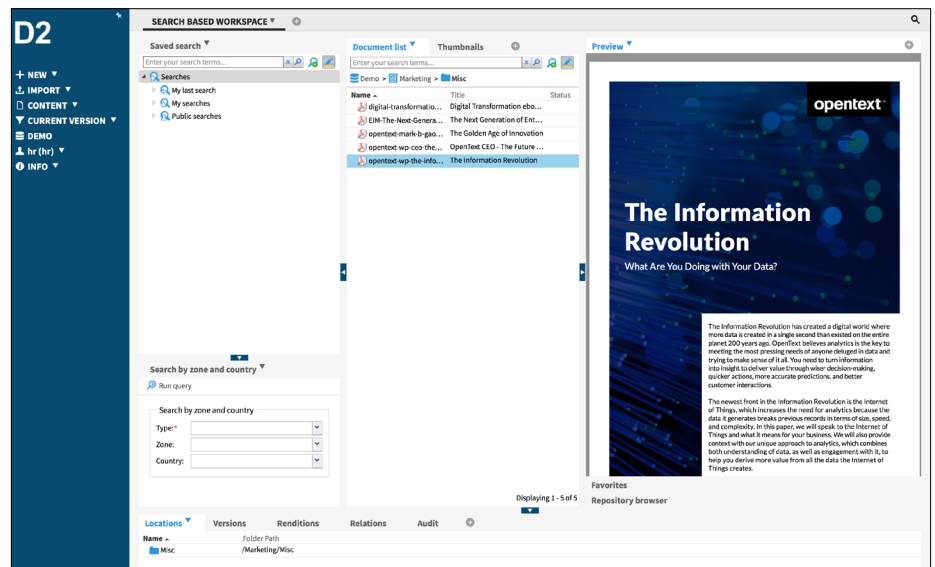 D2
+ NEW
IMPORT
CONTENT
CURRENT VERSION
DEMO
hr (hr)
INFO
SEARCH BASED WORKSPACE
Saved search
Enter your search terms...
Searches
My last search
My searches
Public searches
Search by zone and country
Run query
Search by zone and country
Type:*
Zone:
Country:
Document list Thumbnails
Enter your search terms...
Demo > Marketing > Misc
Name Title Status
digital-transformatio... Digital Transformation ebo...
EIM-The-Next-Genera... The Next Generation of Ent...
opentext-mark-b-gao... The Golden Age of Innovation
opentext-wp-ceo-the... OpenText CEO - The Future ...
opentext-wp-the-info... The Information Revolution
Displaying 1 - 5 of 5
Preview
opentext™
The Information
Revolution
What Are You Doing with Your Data?
The Information Revolution has created a digital world where
more data is created in a single second than existed on the entire
planet 200 years ago. OpenText believes analytics is the key to
meeting the most pressing needs of anyone deluged in data and
trying to make sense of it all. You need to turn information
into insight to deliver value through wiser decision-making,
quicker actions, more accurate predictions, and better
customer interactions.
The newest front in the Information Revolution is the Internet
of Things, which increases the need for analytics because the
data it generates breaks previous records in terms of size, speed,
and complexity. In this paper, we will speak to the Internet of
Things and what it means for your business. We will also provide
context with our unique approach to analytics, which combines
both understanding of data, as well as engagement with it, to
help you derive more value from all the data the Internet of
Things creates.
Favorites
Repository browser
Locations Versions Renditions Relations Audit
Name Folder Path
Misc /Marketing/Misc